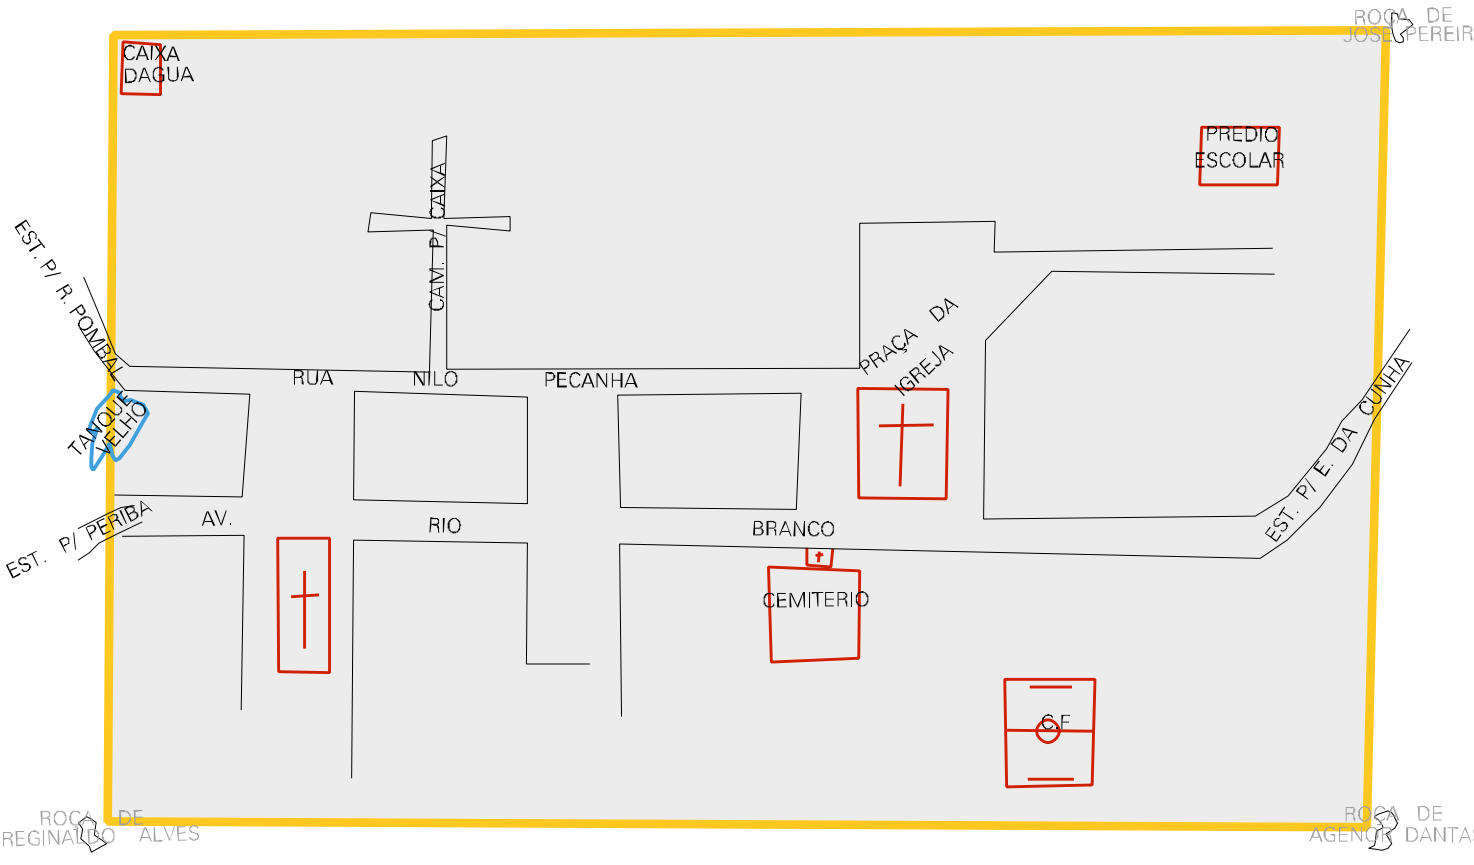 ROÇA DE
JOSE PEREIR
CAIXA
DAGUA
PREDIO
ESCOLAR
CAM. P/ CAIXA
EST. P/ R. POMBAL
PRAÇA DA
IGREJA
RUA NILO PECANHA
TANQUE
VELHO
EST. P/ E. DA CUNHA
EST. P/ PERIBA
AV. RIO BRANCO
CEMITERIO
C.F
ROÇA DE
REGINALDO ALVES
ROÇA DE
AGENOR DANTAS